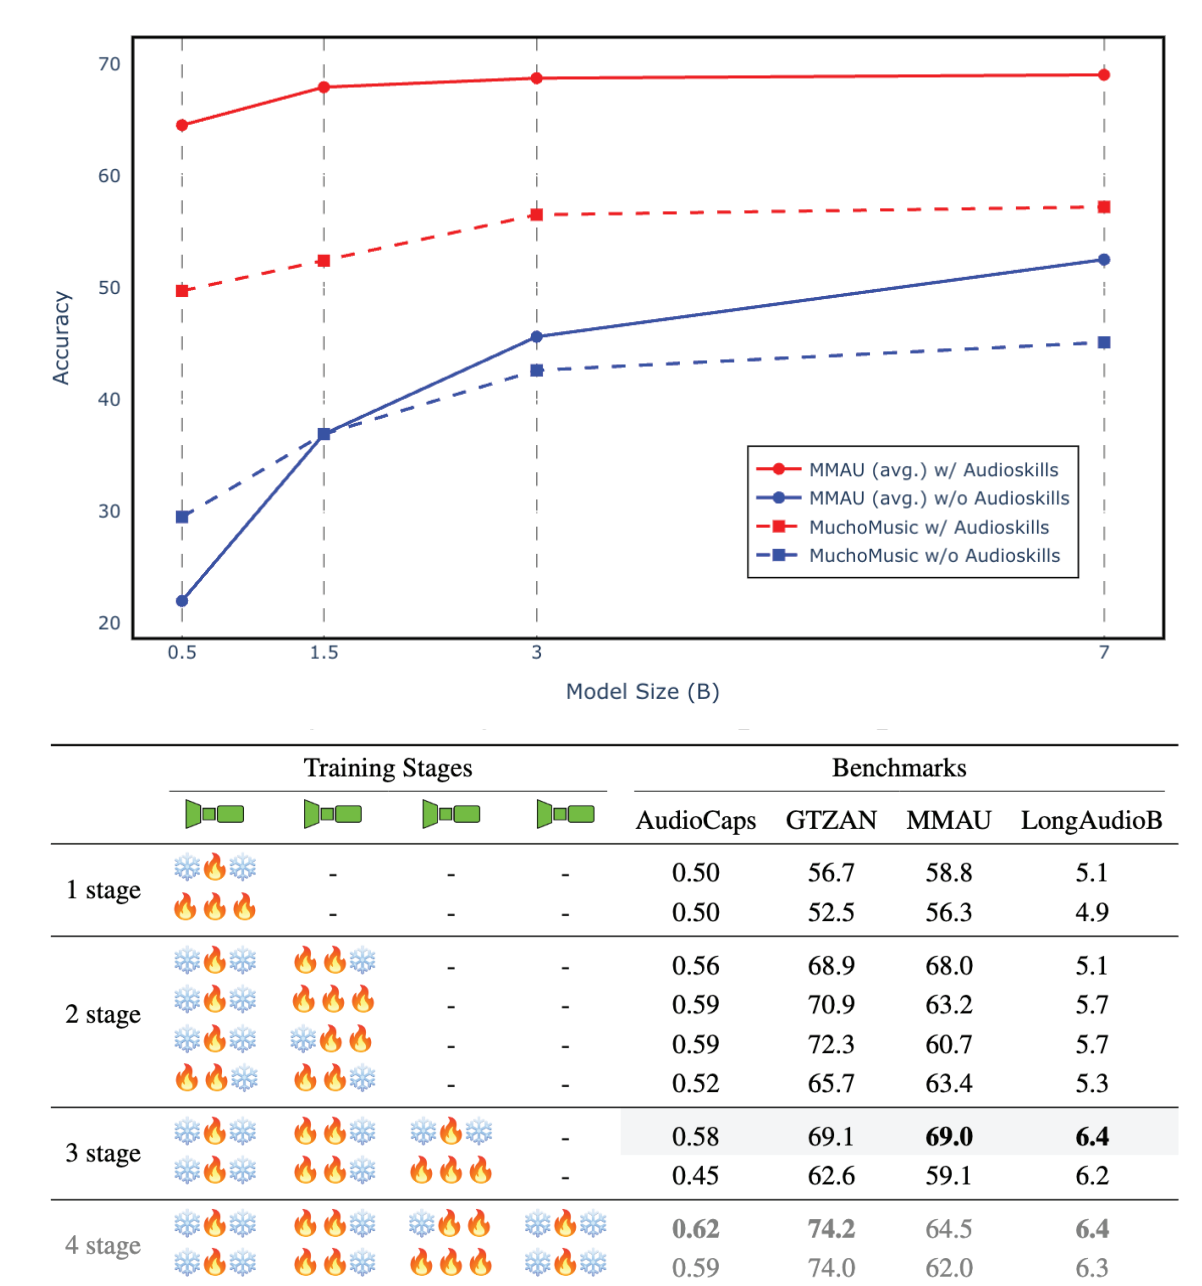 70
60
50
40
30
20
Accuracy
MMAU (avg.) w/ Audioskills
MMAU (avg.) w/o Audioskills
MuchoMusic w/ Audioskills
MuchoMusic w/o Audioskills
0.5 1.5 3 7
Model Size (B)
Training Stages Benchmarks
AudioCaps GTZAN MMAU LongAudioB
1 stage
- - - 0.50 56.7 58.8 5.1
- - - 0.50 52.5 56.3 4.9
2 stage
- - 0.56 68.9 68.0 5.1
- - 0.59 70.9 63.2 5.7
- - 0.59 72.3 60.7 5.7
- - 0.52 65.7 63.4 5.3
3 stage
- 0.58 69.1 69.0 6.4
- 0.45 62.6 59.1 6.2
4 stage
0.62 74.2 64.5 6.4
0.59 74.0 62.0 6.3